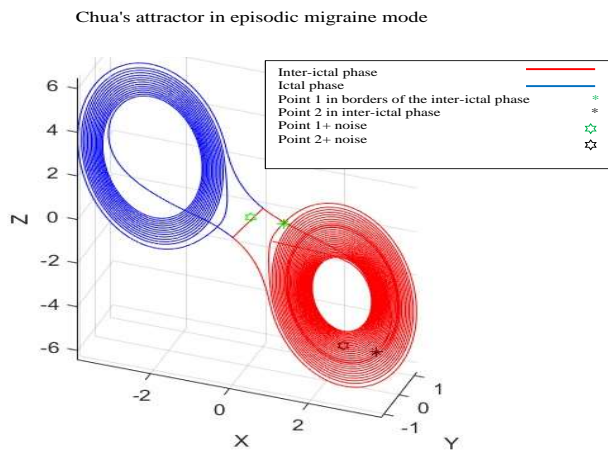 Chua's attractor in episodic migraine mode
Inter-ictal phase
Ictal phase
Point 1 in borders of the inter-ictal phase
Point 2 in inter-ictal phase
Point 1+ noise
Point 2+ noise
6
4
2
0
-2
-4
-6
Z
-2
0
2
X
1
0
-1
Y